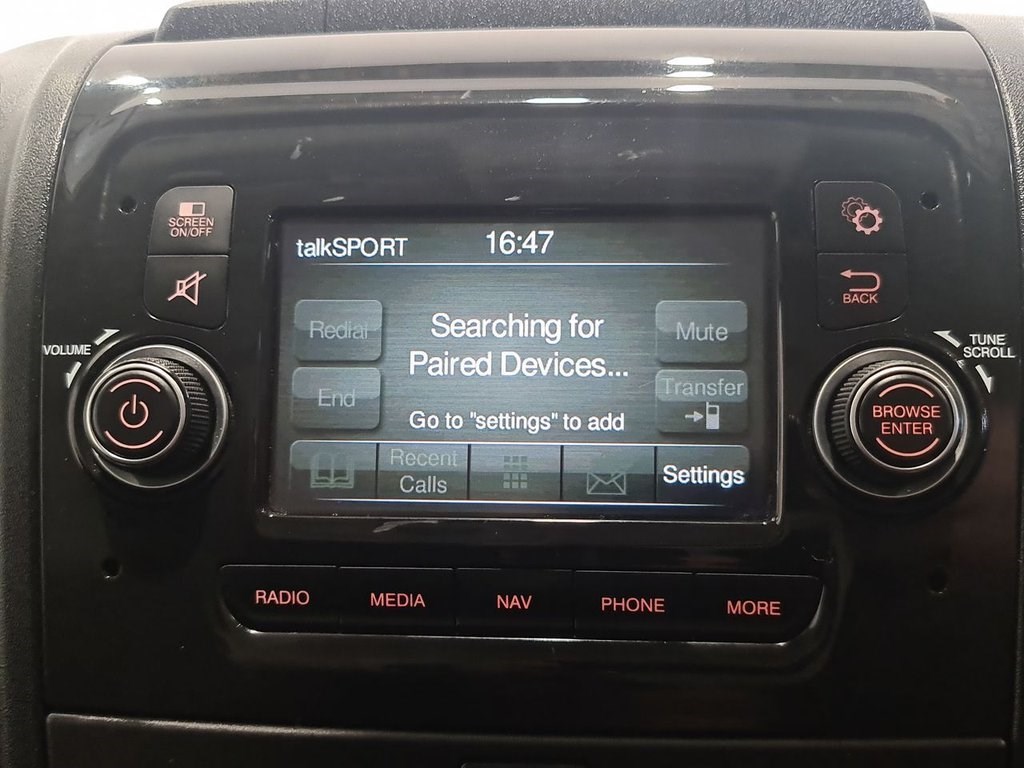 talkSPORT 16:47
SCREEN
ON/OFF
BACK
VOLUME
TUNE
SCROLL
Redial
Searching for
Paired Devices...
Mute
End
Transfer
Go to "settings" to add
BROWSE
ENTER
Recent
Calls
Settings
RADIO MEDIA NAV PHONE MORE